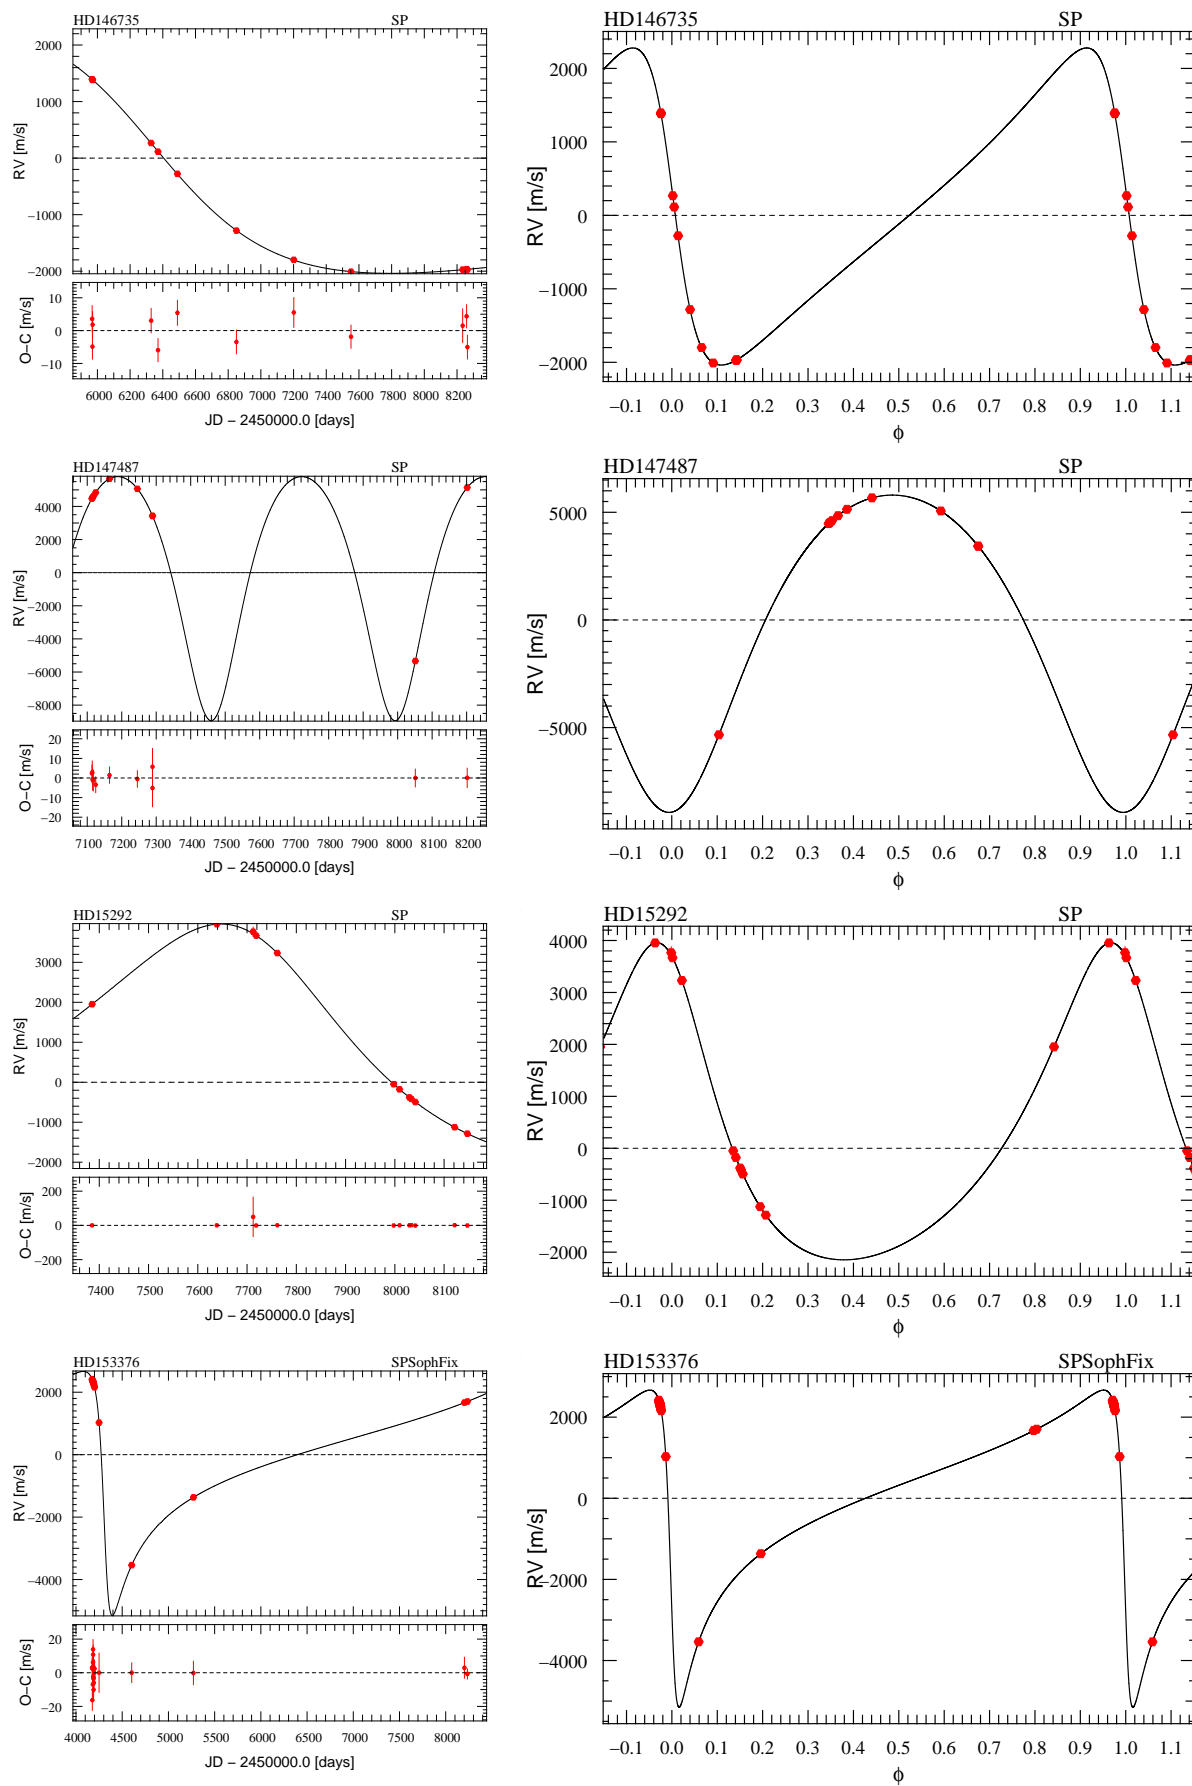 HD146735 SP
2000
1000
0
−1000
−2000
RV [m/s]
10
0
−10
O−C [m/s]
6000 6200 6400 6600 6800 7000 7200 7400 7600 7800 8000 8200
JD − 2450000.0 [days]
HD146735 SP
2000
1000
0
−1000
−2000
RV [m/s]
−0.1 0.0 0.1 0.2 0.3 0.4 0.5 0.6 0.7 0.8 0.9 1.0 1.1
ϕ
HD147487 SP
4000
2000
0
−2000
−4000
−6000
−8000
RV [m/s]
20
10
0
−10
−20
O−C [m/s]
7100 7200 7300 7400 7500 7600 7700 7800 7900 8000 8100 8200
JD − 2450000.0 [days]
HD147487 SP
5000
0
−5000
RV [m/s]
−0.1 0.0 0.1 0.2 0.3 0.4 0.5 0.6 0.7 0.8 0.9 1.0 1.1
ϕ
HD15292 SP
3000
2000
1000
0
−1000
−2000
RV [m/s]
200
0
−200
O−C [m/s]
7400 7500 7600 7700 7800 7900 8000 8100
JD − 2450000.0 [days]
HD15292 SP
4000
3000
2000
1000
0
−1000
−2000
RV [m/s]
−0.1 0.0 0.1 0.2 0.3 0.4 0.5 0.6 0.7 0.8 0.9 1.0 1.1
ϕ
HD153376 SPSophFix
2000
0
−2000
−4000
RV [m/s]
20
0
−20
O−C [m/s]
4000 4500 5000 5500 6000 6500 7000 7500 8000
JD − 2450000.0 [days]
HD153376 SPSophFix
2000
0
−2000
−4000
RV [m/s]
−0.1 0.0 0.1 0.2 0.3 0.4 0.5 0.6 0.7 0.8 0.9 1.0 1.1
ϕ